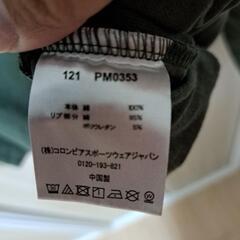 121 PM0353
本体 綿 100%
リブ部分 綿 95%
ポリウレタン 5%
(株)コロンビアスポーツウェアジャパン
0120-193-821
中国製